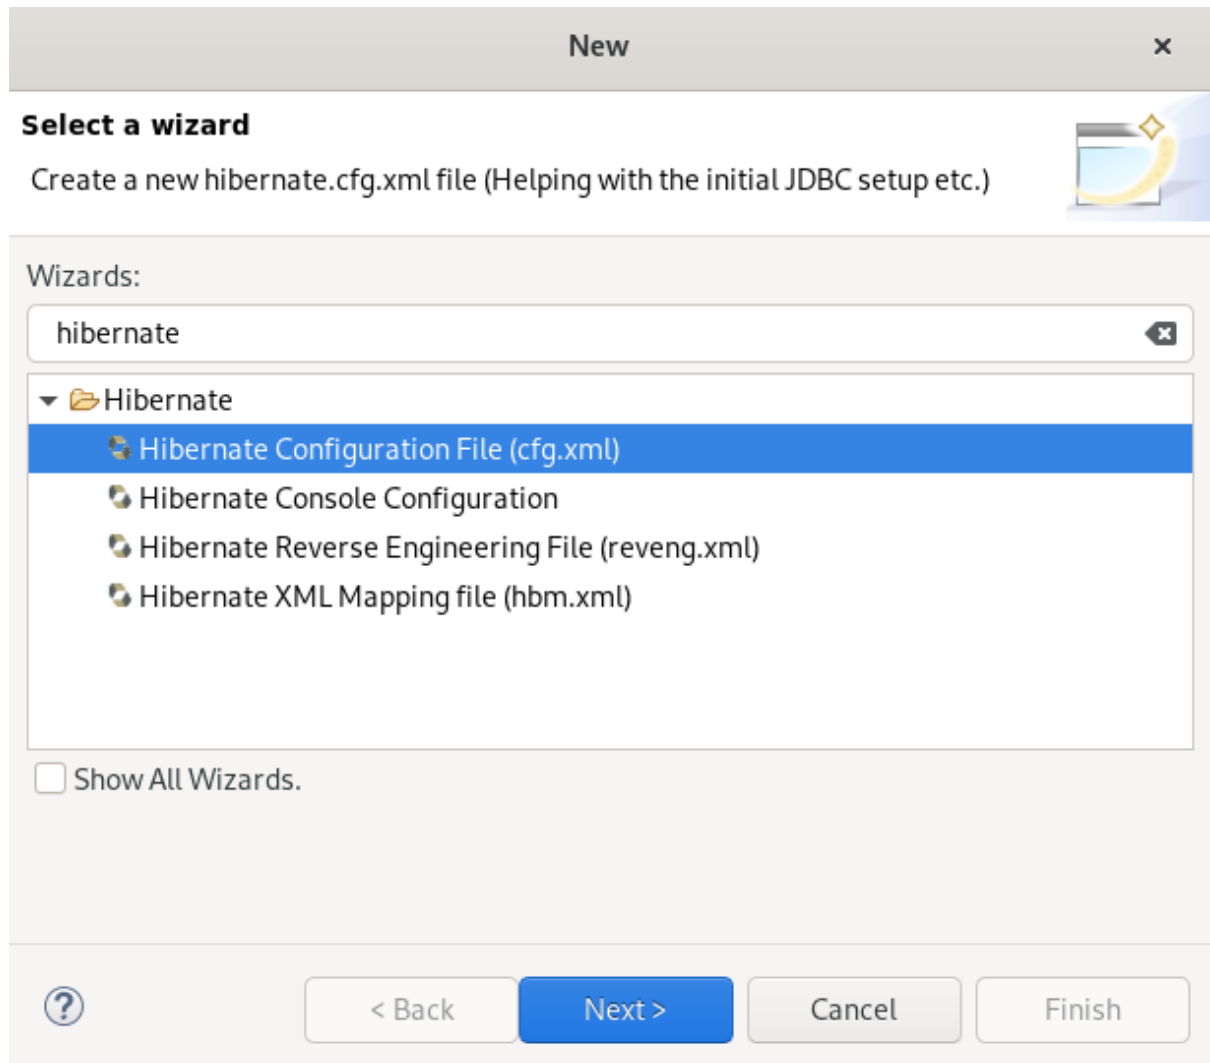 New
Select a wizard
Create a new hibernate.cfg.xml file (Helping with the initial JDBC setup etc.)
Wizards:
hibernate
Hibernate
Hibernate Configuration File (cfg.xml)
Hibernate Console Configuration
Hibernate Reverse Engineering File (reveng.xml)
Hibernate XML Mapping file (hbm.xml)
Show All Wizards.
< Back Next > Cancel Finish